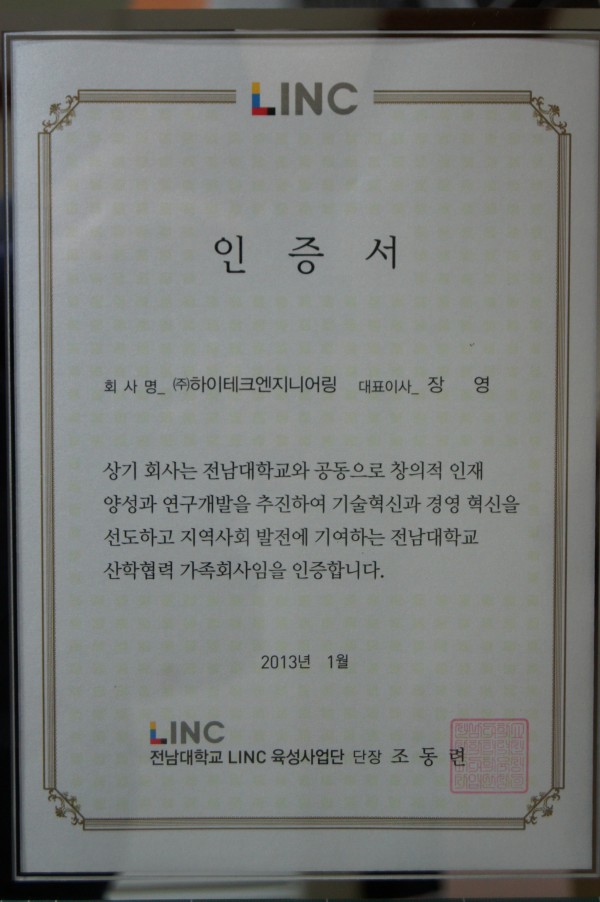 LINC
인 증 서
회 사 명_ ㈜하이테크엔지니어링 대표이사_ 장 영
상기 회사는 전남대학교와 공동으로 창의적 인재
양성과 연구개발을 추진하여 기술혁신과 경영 혁신을
선도하고 지역사회 발전에 기여하는 전남대학교
산학협력 가족회사임을 인증합니다.
2013년 1월
LINC
전남대학교 LINC 육성사업단 단장 조 동 련